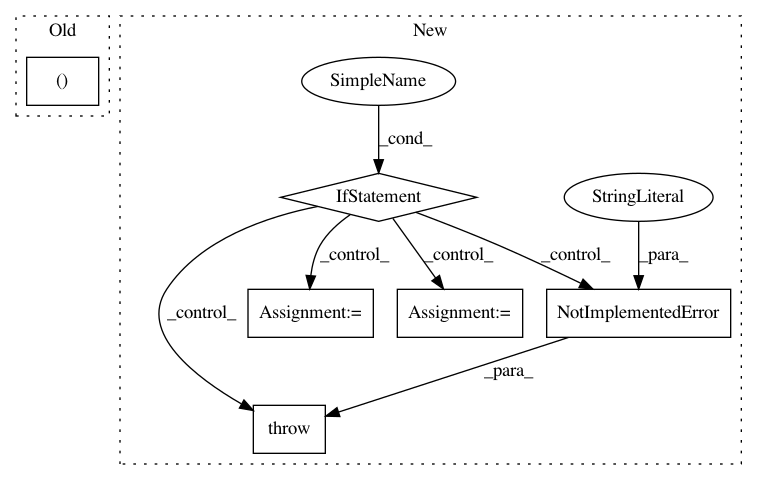 Old
New
()
SimpleName
_cond_
IfStatement
StringLiteral
_control_
_control_
_control_
_para_
_control_
Assignment:=
Assignment:=
NotImplementedError
_para_
throw